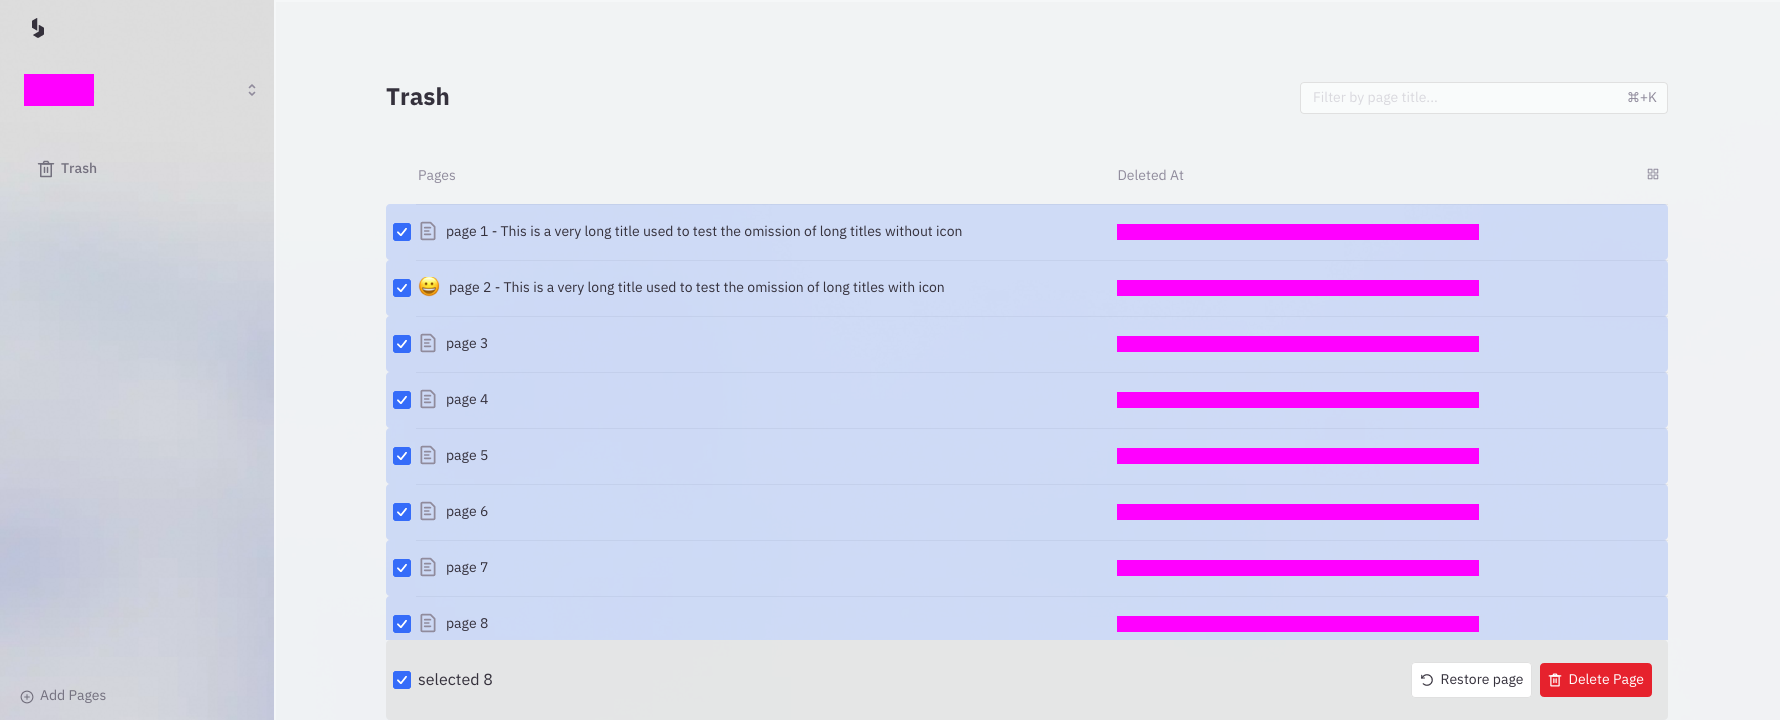 Trash
Trash
Filter by page title...
⌘+K
Pages
Deleted At
page 1 - This is a very long title used to test the omission of long titles without icon
page 2 - This is a very long title used to test the omission of long titles with icon
page 3
page 4
page 5
page 6
page 7
page 8
selected 8
Restore page
Delete Page
Add Pages